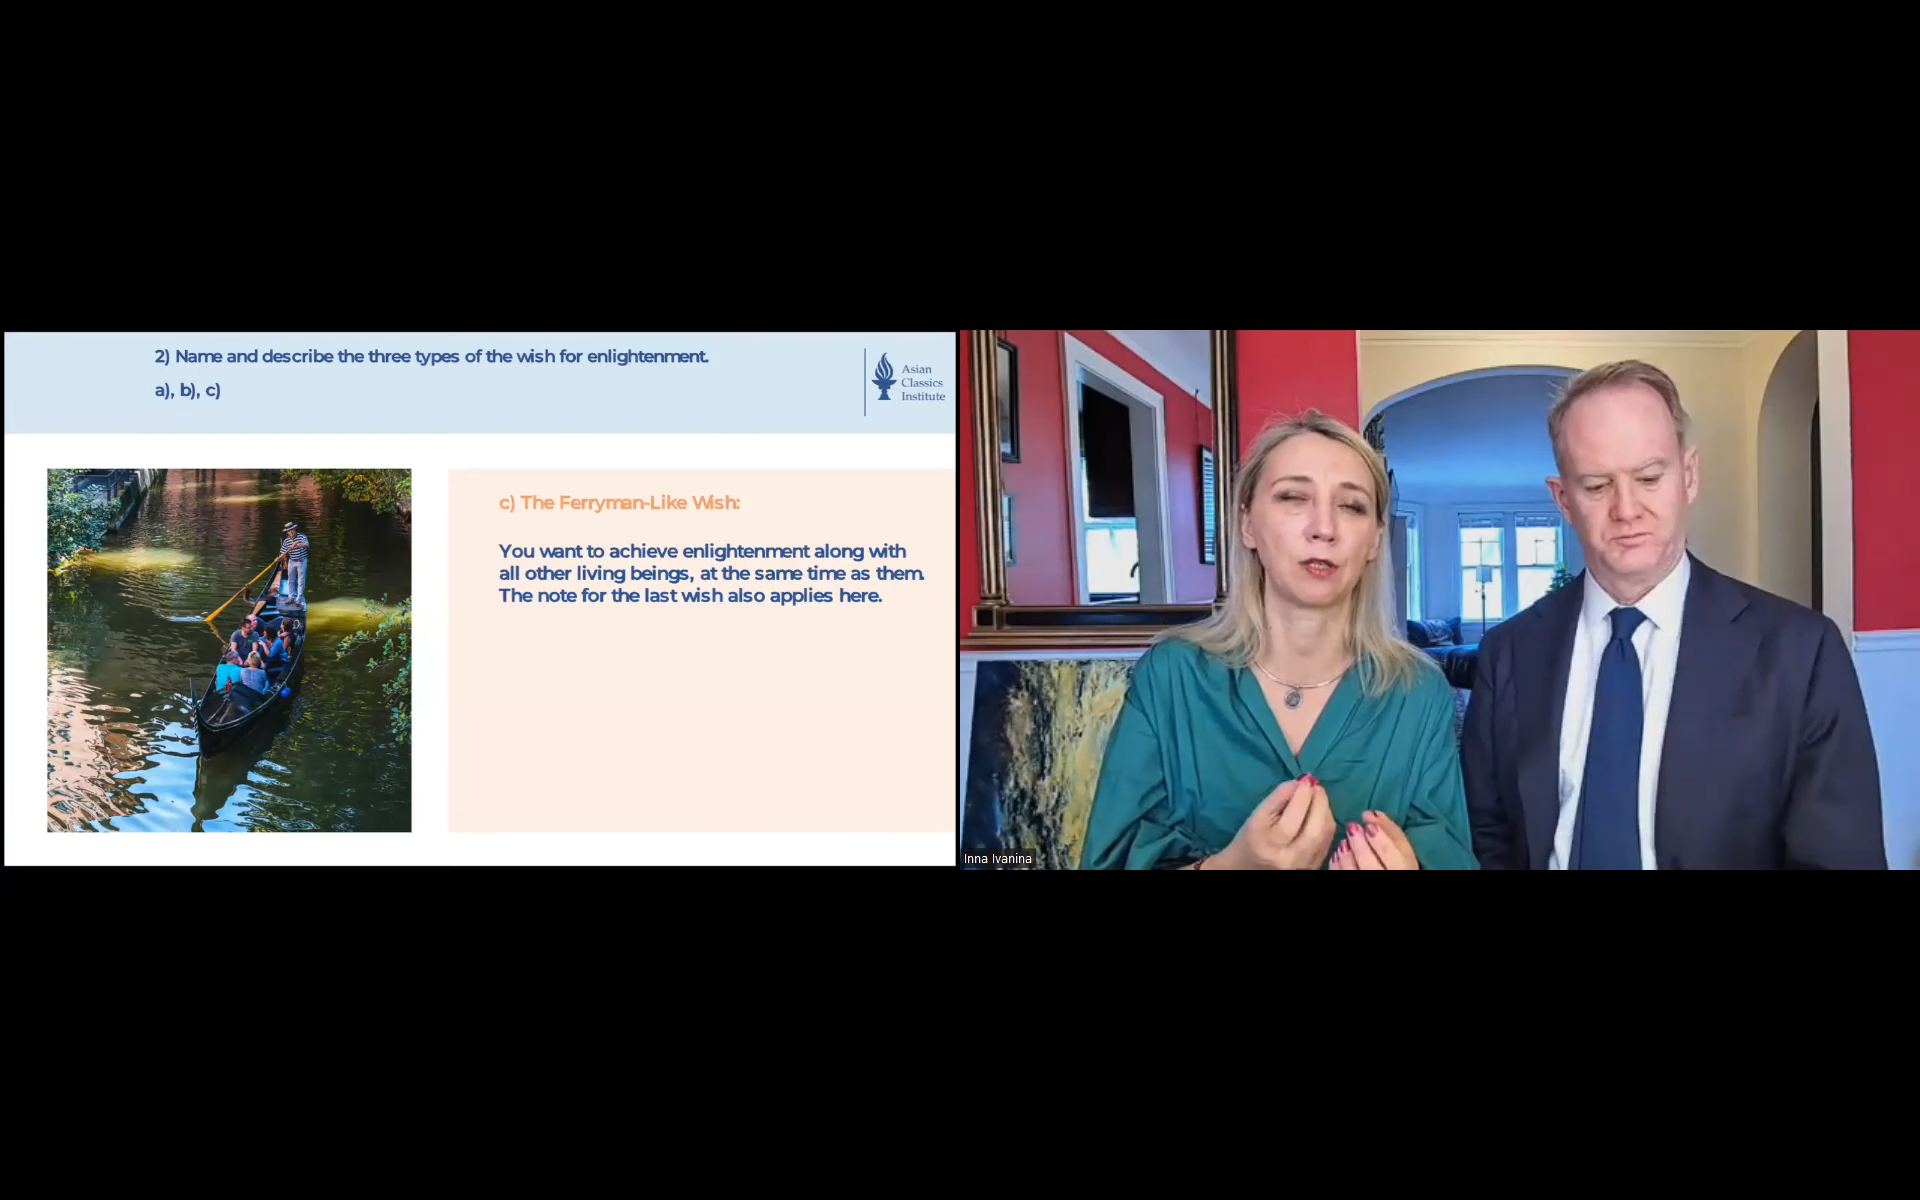 2) Name and describe the three types of the wish for enlightenment.
a), b), c)
Asian
Classics
Institute
c) The Ferryman-Like Wish:
You want to achieve enlightenment along with
all other living beings, at the same time as them.
The note for the last wish also applies here.
Inna Ivanina